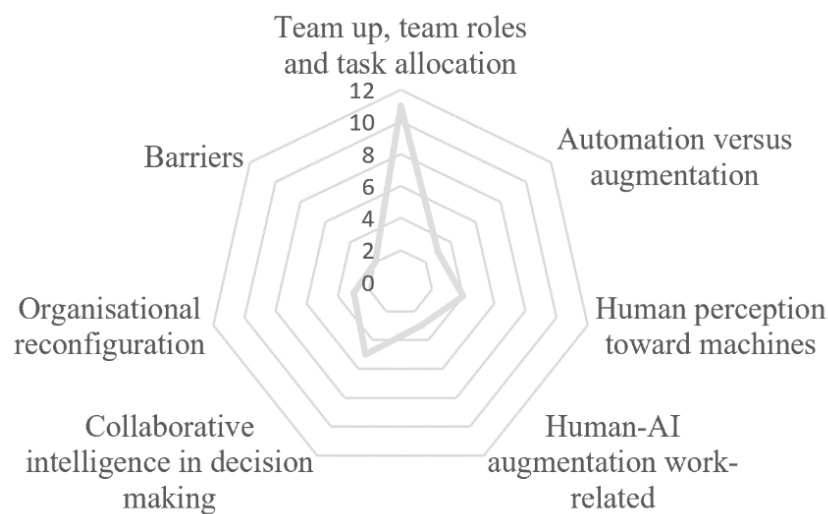 Team up, team roles
and task allocation
12
10
8
6
4
2
0
Automation versus
augmentation
Human perception
toward machines
Human-AI
augmentation work-
related
Collaborative
intelligence in decision
making
Organisational
reconfiguration
Barriers